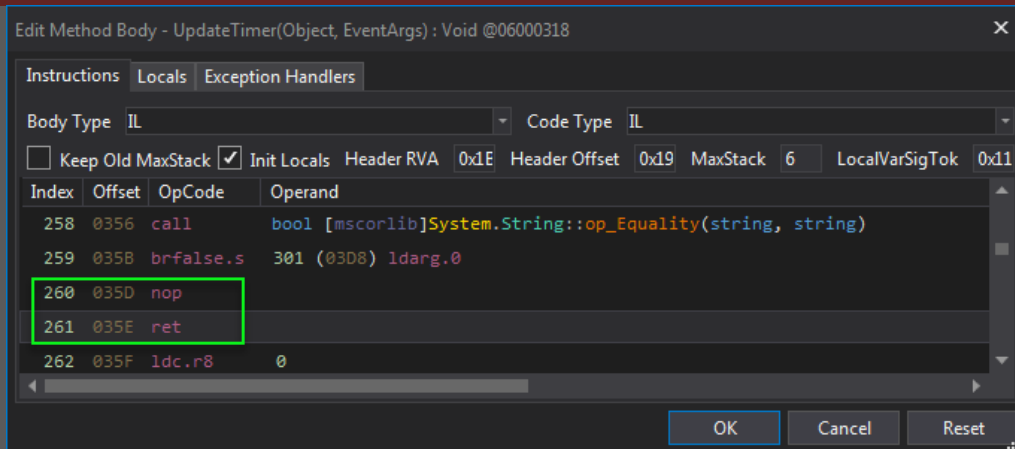 Edit Method Body - UpdateTimer(Object, EventArgs) : Void @06000318
Instructions Locals Exception Handlers
Body Type IL Code Type IL
Keep Old MaxStack Init Locals Header RVA 0x1E Header Offset 0x19 MaxStack 6 LocalVarSigTok 0x11
Index Offset OpCode Operand
258 0356 call bool [mscorlib]System.String::op_Equality(string, string)
259 035B brfalse.s 301 (03D8) ldarg.0
260 035D nop
261 035E ret
262 035F ldc.r8 0
OK Cancel Reset